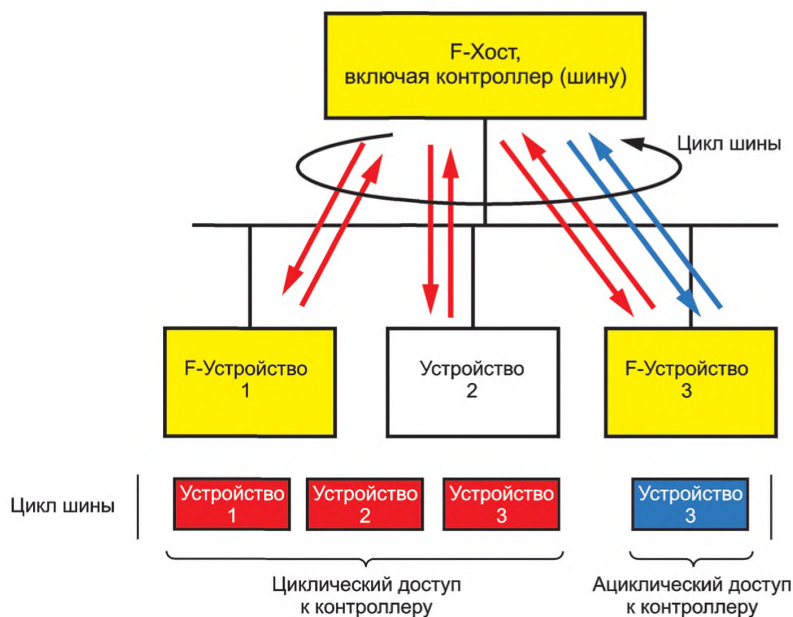 F-Хост,
включая контроллер (шину)
Цикл шины
F-Устройство
1
Устройство
2
F-Устройство
3
Цикл шины
Устройство
1
Устройство
2
Устройство
3
Устройство
3
Циклический доступ
к контроллеру
Ациклический доступ
к контроллеру